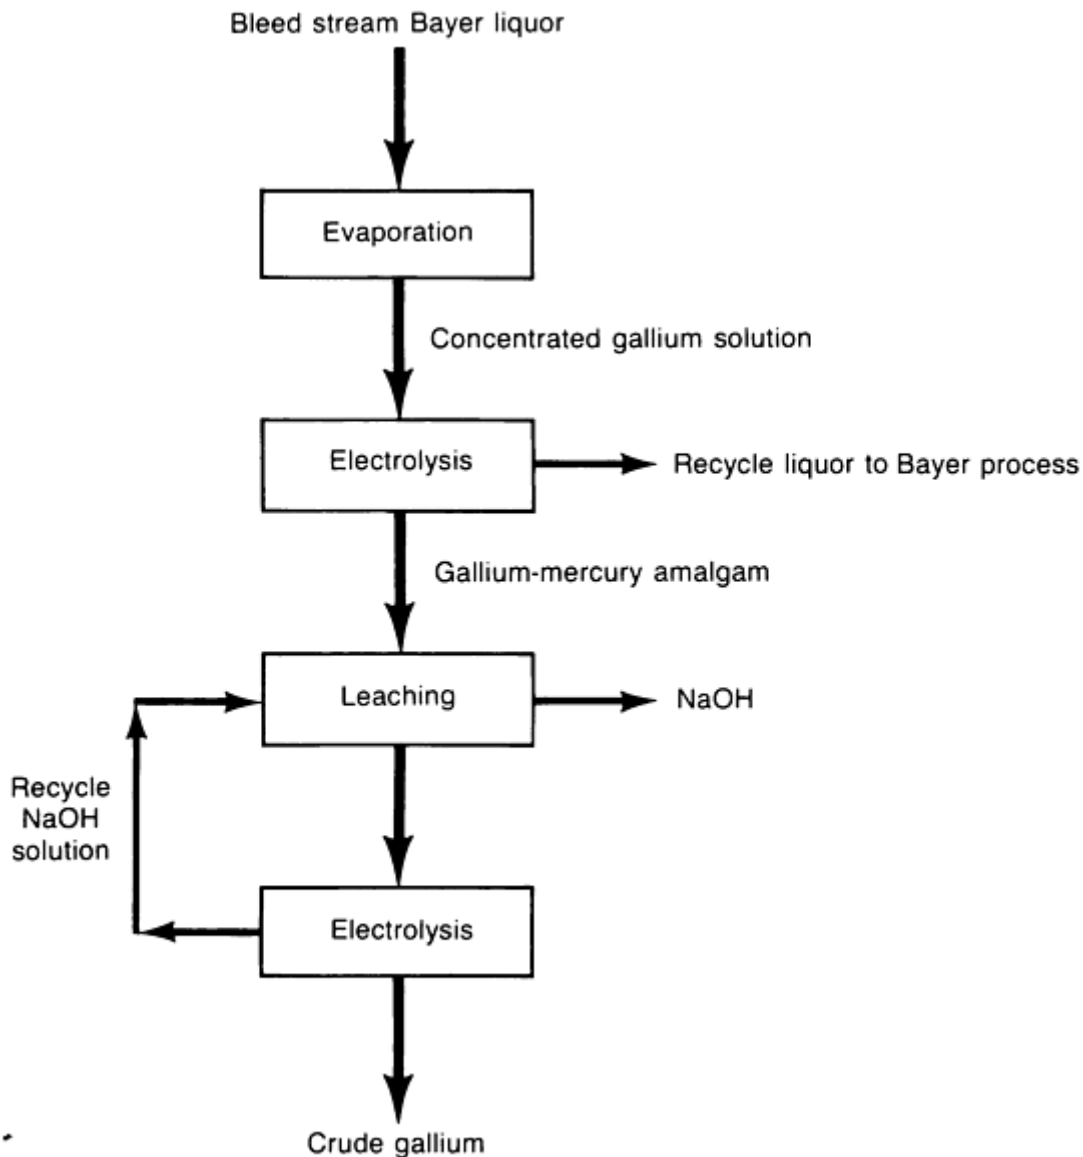 Bleed stream Bayer liquor
Evaporation
Concentrated gallium solution
Electrolysis
Recycle liquor to Bayer process
Gallium-mercury amalgam
Leaching
NaOH
Recycle
NaOH
solution
Electrolysis
Crude gallium